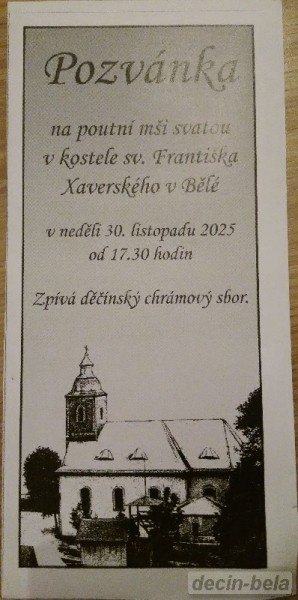 Pozvánka
na poutní mši svatou
v kostele sv. Františka
Xaverského v Bělé
v neděli 30. listopadu 2025
od 17.30 hodin
Zpívá děčínský chrámový sbor.
decin-bela